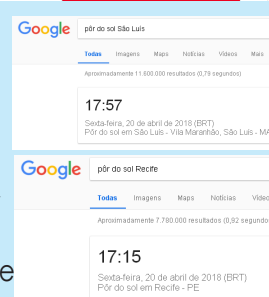 Google pôr do sol São Luís
Todas Imagens Maps Notícias Vídeos Mais
Aproximadamente 11.600.000 resultados (0,79 segundos)
17:57
Sexta-feira, 20 de abril de 2018 (BRT)
Pôr do sol em São Luís - Vila Maranhão, São Luís - MA
Google pôr do sol Recife
Todas Imagens Maps Notícias Vídeo
Aproximadamente 7.780.000 resultados (0,92 segundo
17:15
e
Sexta-feira, 20 de abril de 2018 (BRT)
Pôr do sol em Recife - PE